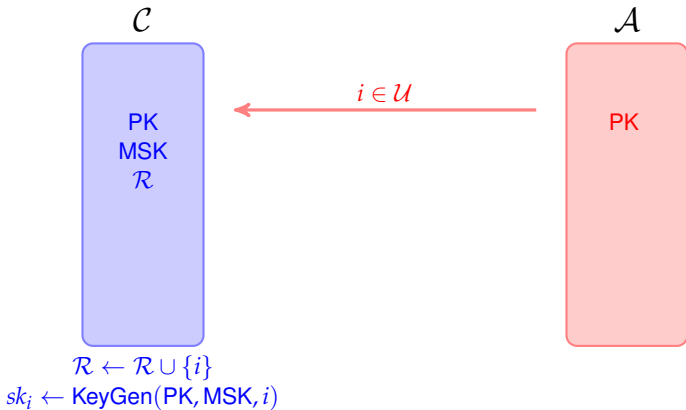 𝒞 𝒜
i ∈ 𝒰
PK PK
MSK
ℛ
ℛ ← ℛ ∪ {i}
sk_i ← KeyGen(PK, MSK, i)